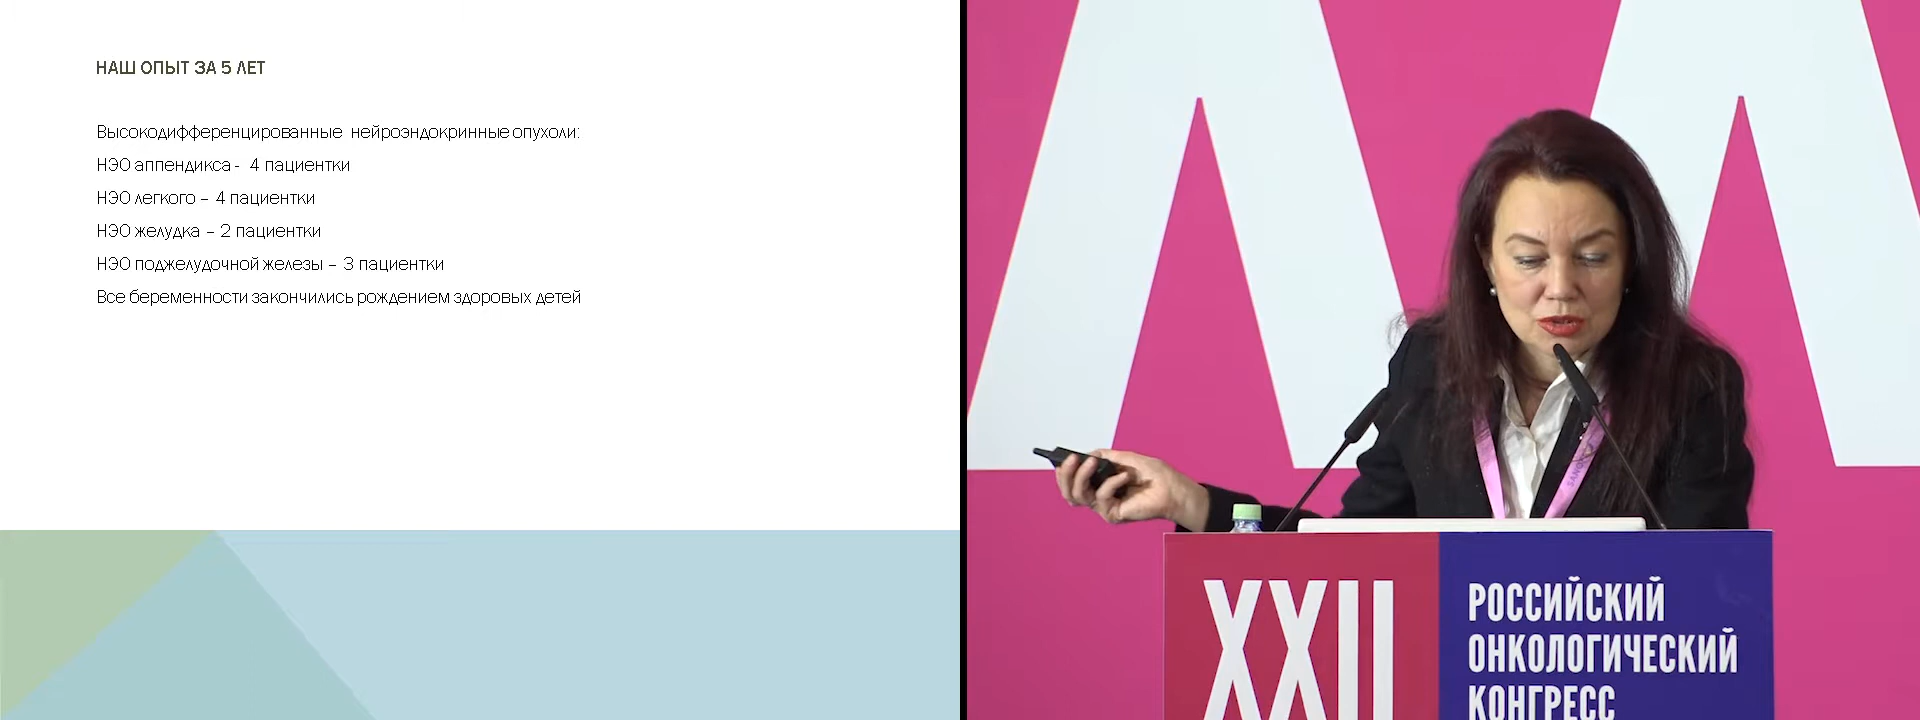 НАШ ОПЫТ ЗА 5 ЛЕТ
Высокодифференцированные нейроэндокринные опухоли:
НЭО аппендикса - 4 пациентки
НЭО легкого – 4 пациентки
НЭО желудка – 2 пациентки
НЭО поджелудочной железы – 3 пациентки
Все беременности закончились рождением здоровых детей
XXII
РОССИЙСКИЙ
ОНКОЛОГИЧЕСКИЙ
КОНГРЕСС